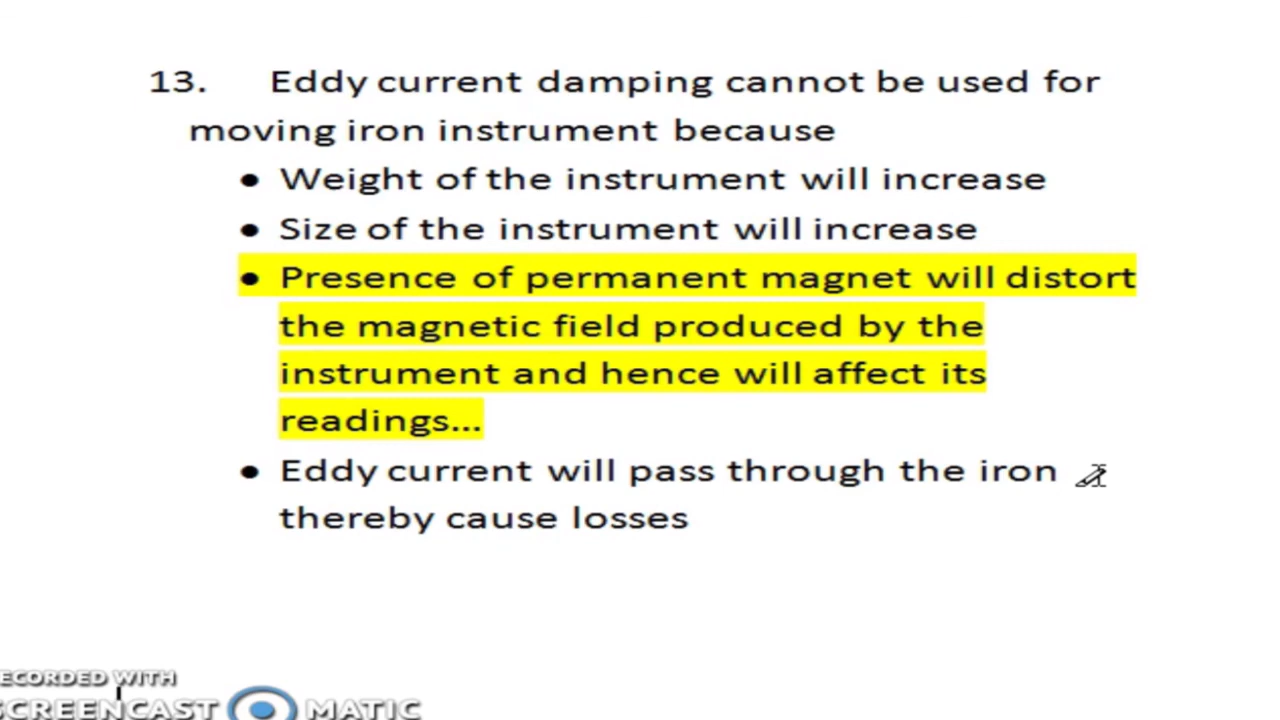 13. Eddy current damping cannot be used for
moving iron instrument because
• Weight of the instrument will increase
• Size of the instrument will increase
• Presence of permanent magnet will distort
the magnetic field produced by the
instrument and hence will affect its
readings...
• Eddy current will pass through the iron
thereby cause losses
ECORDED WITH
SCREENCAST MATIC